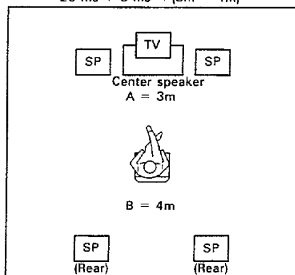 TV
SP SP
Center speaker
A = 3m
B = 4m
SP SP
(Rear) (Rear)